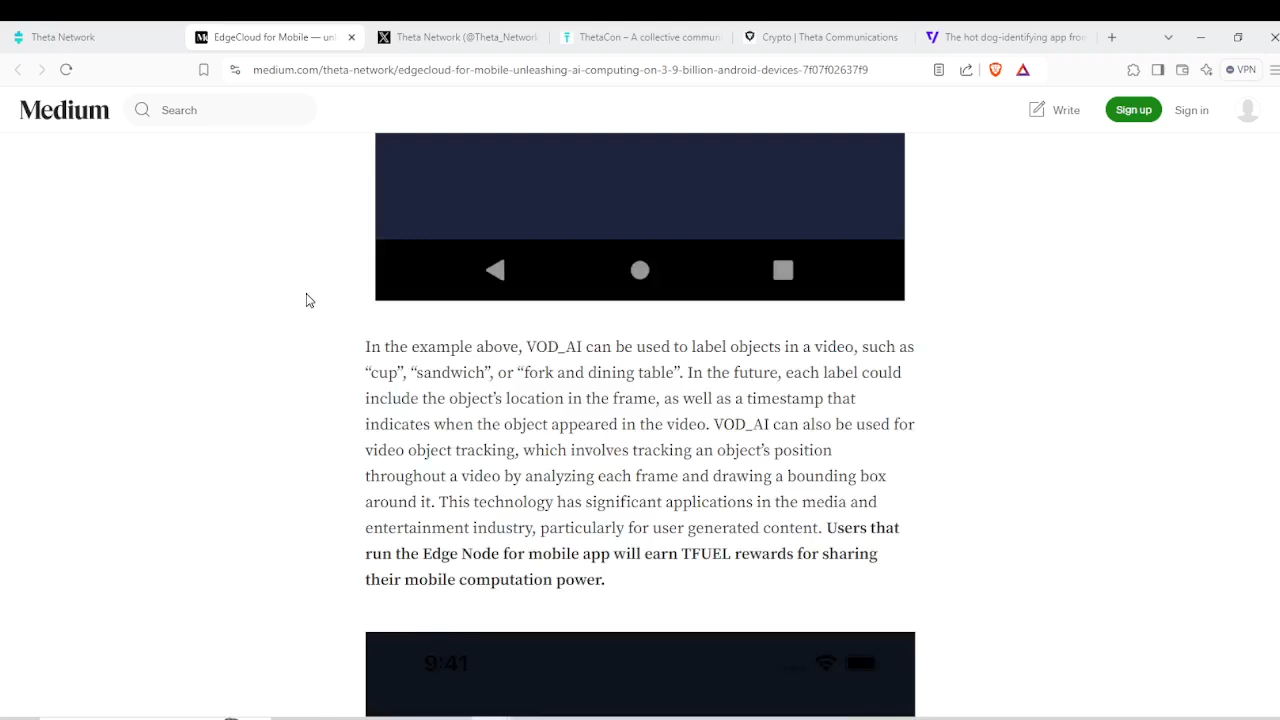 Theta Network
EdgeCloud for Mobile — unl
Theta Network (@Theta_Network
ThetaCon – A collective commun
Crypto | Theta Communications
The hot dog-identifying app from
medium.com/theta-network/edgecloud-for-mobile-unleashing-ai-computing-on-3-9-billion-android-devices-7f07f02637f9
VPN
Medium
Search
Write
Sign up
Sign in
In the example above, VOD_AI can be used to label objects in a video, such as
“cup”, “sandwich”, or “fork and dining table”. In the future, each label could
include the object’s location in the frame, as well as a timestamp that
indicates when the object appeared in the video. VOD_AI can also be used for
video object tracking, which involves tracking an object’s position
throughout a video by analyzing each frame and drawing a bounding box
around it. This technology has significant applications in the media and
entertainment industry, particularly for user generated content. Users that
run the Edge Node for mobile app will earn TFUEL rewards for sharing
their mobile computation power.
9:41